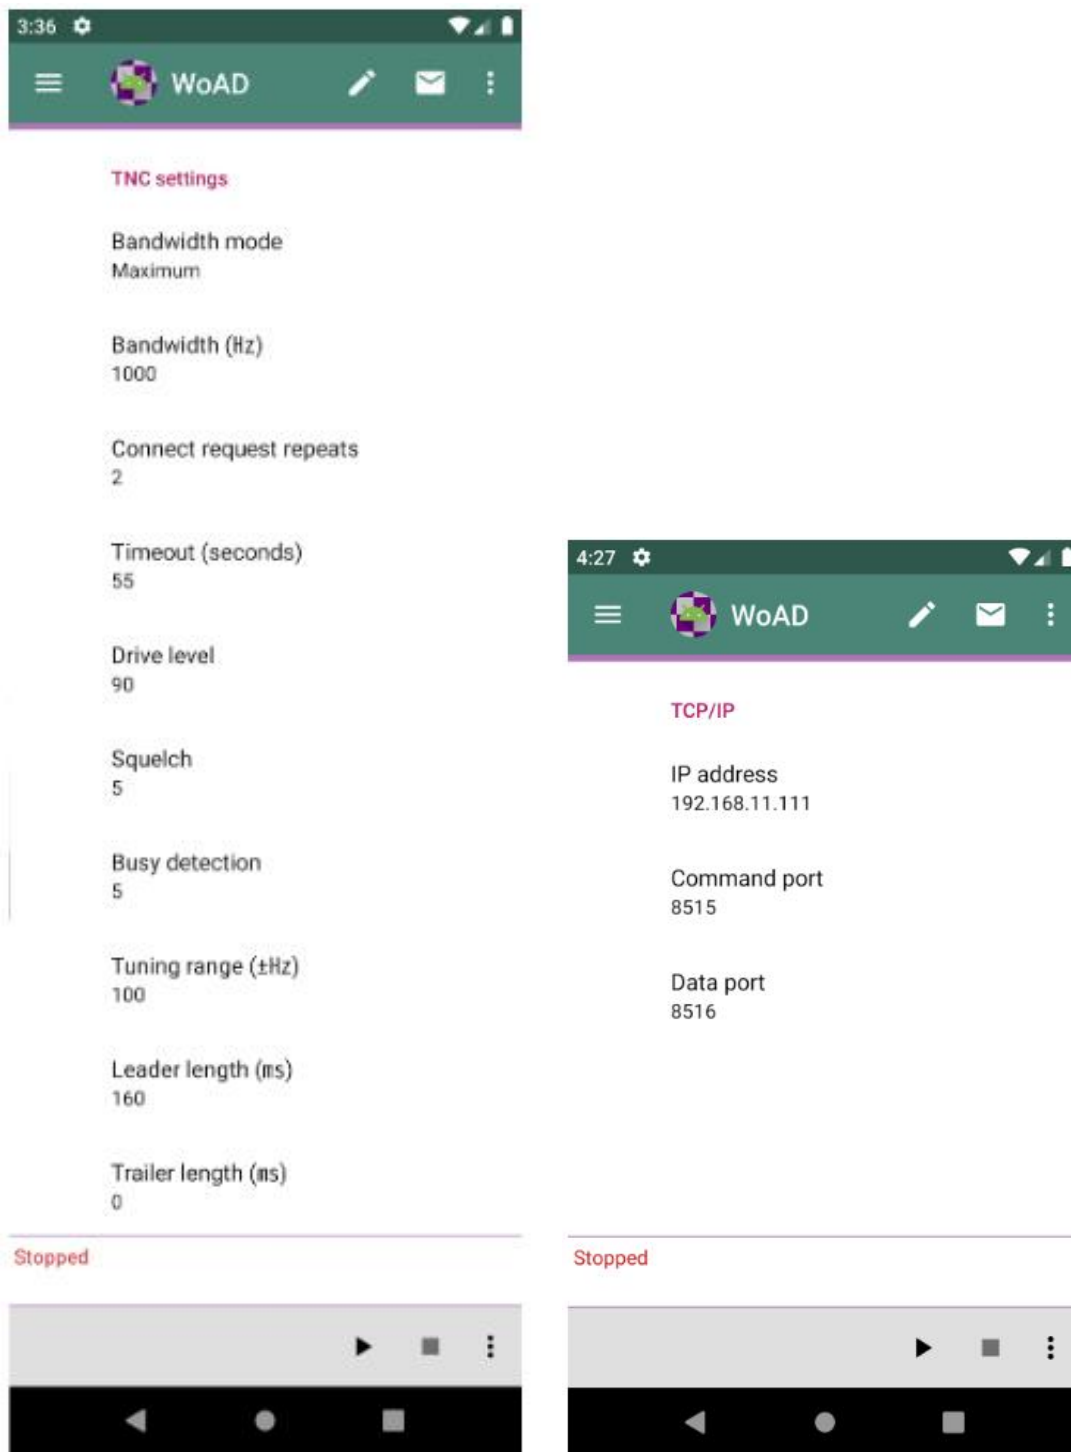 3:36
WoAD
TNC settings
Bandwidth mode
Maximum
Bandwidth (Hz)
1000
Connect request repeats
2
Timeout (seconds)
55
Drive level
90
Squelch
5
Busy detection
5
Tuning range (±Hz)
100
Leader length (ms)
160
Trailer length (ms)
0
Stopped
4:27
WoAD
TCP/IP
IP address
192.168.11.111
Command port
8515
Data port
8516
Stopped